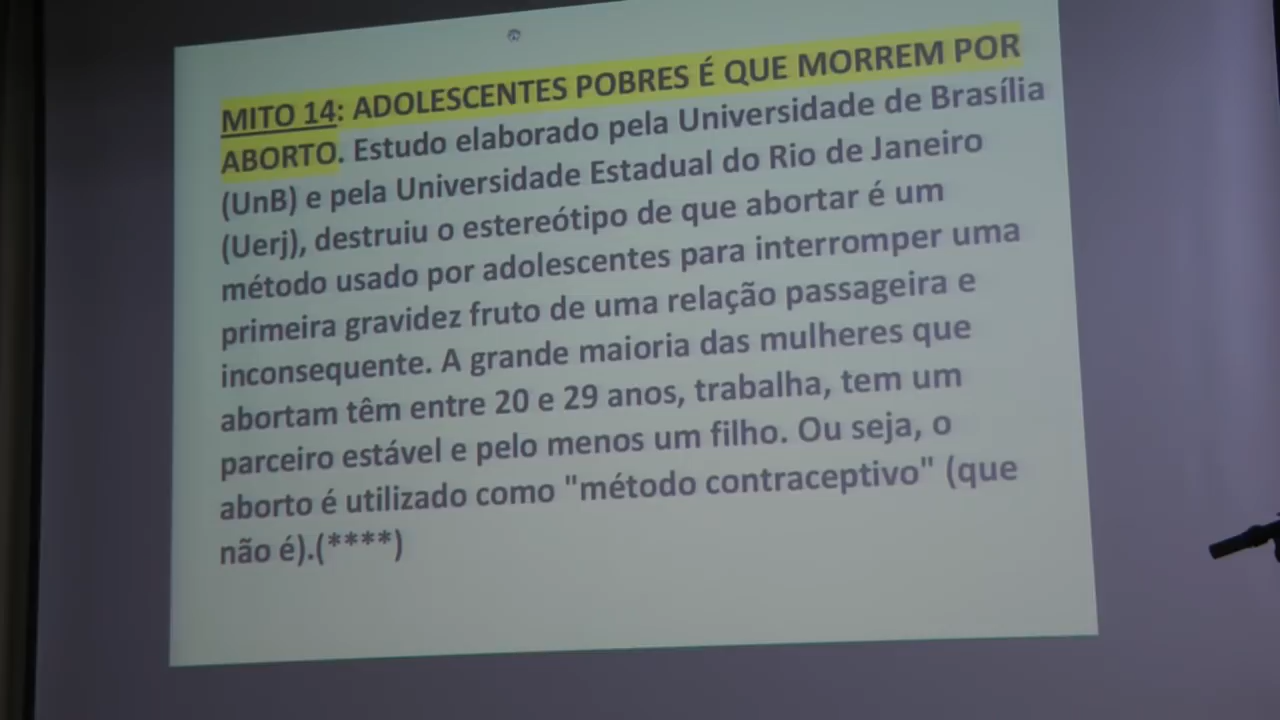 MITO 14: ADOLESCENTES POBRES É QUE MORREM POR
ABORTO. Estudo elaborado pela Universidade de Brasília
(UnB) e pela Universidade Estadual do Rio de Janeiro
(Uerj), destruiu o estereótipo de que abortar é um
método usado por adolescentes para interromper uma
primeira gravidez fruto de uma relação passageira e
inconsequente. A grande maioria das mulheres que
abortam têm entre 20 e 29 anos, trabalha, tem um
parceiro estável e pelo menos um filho. Ou seja, o
aborto é utilizado como "método contraceptivo" (que
não é).(****)